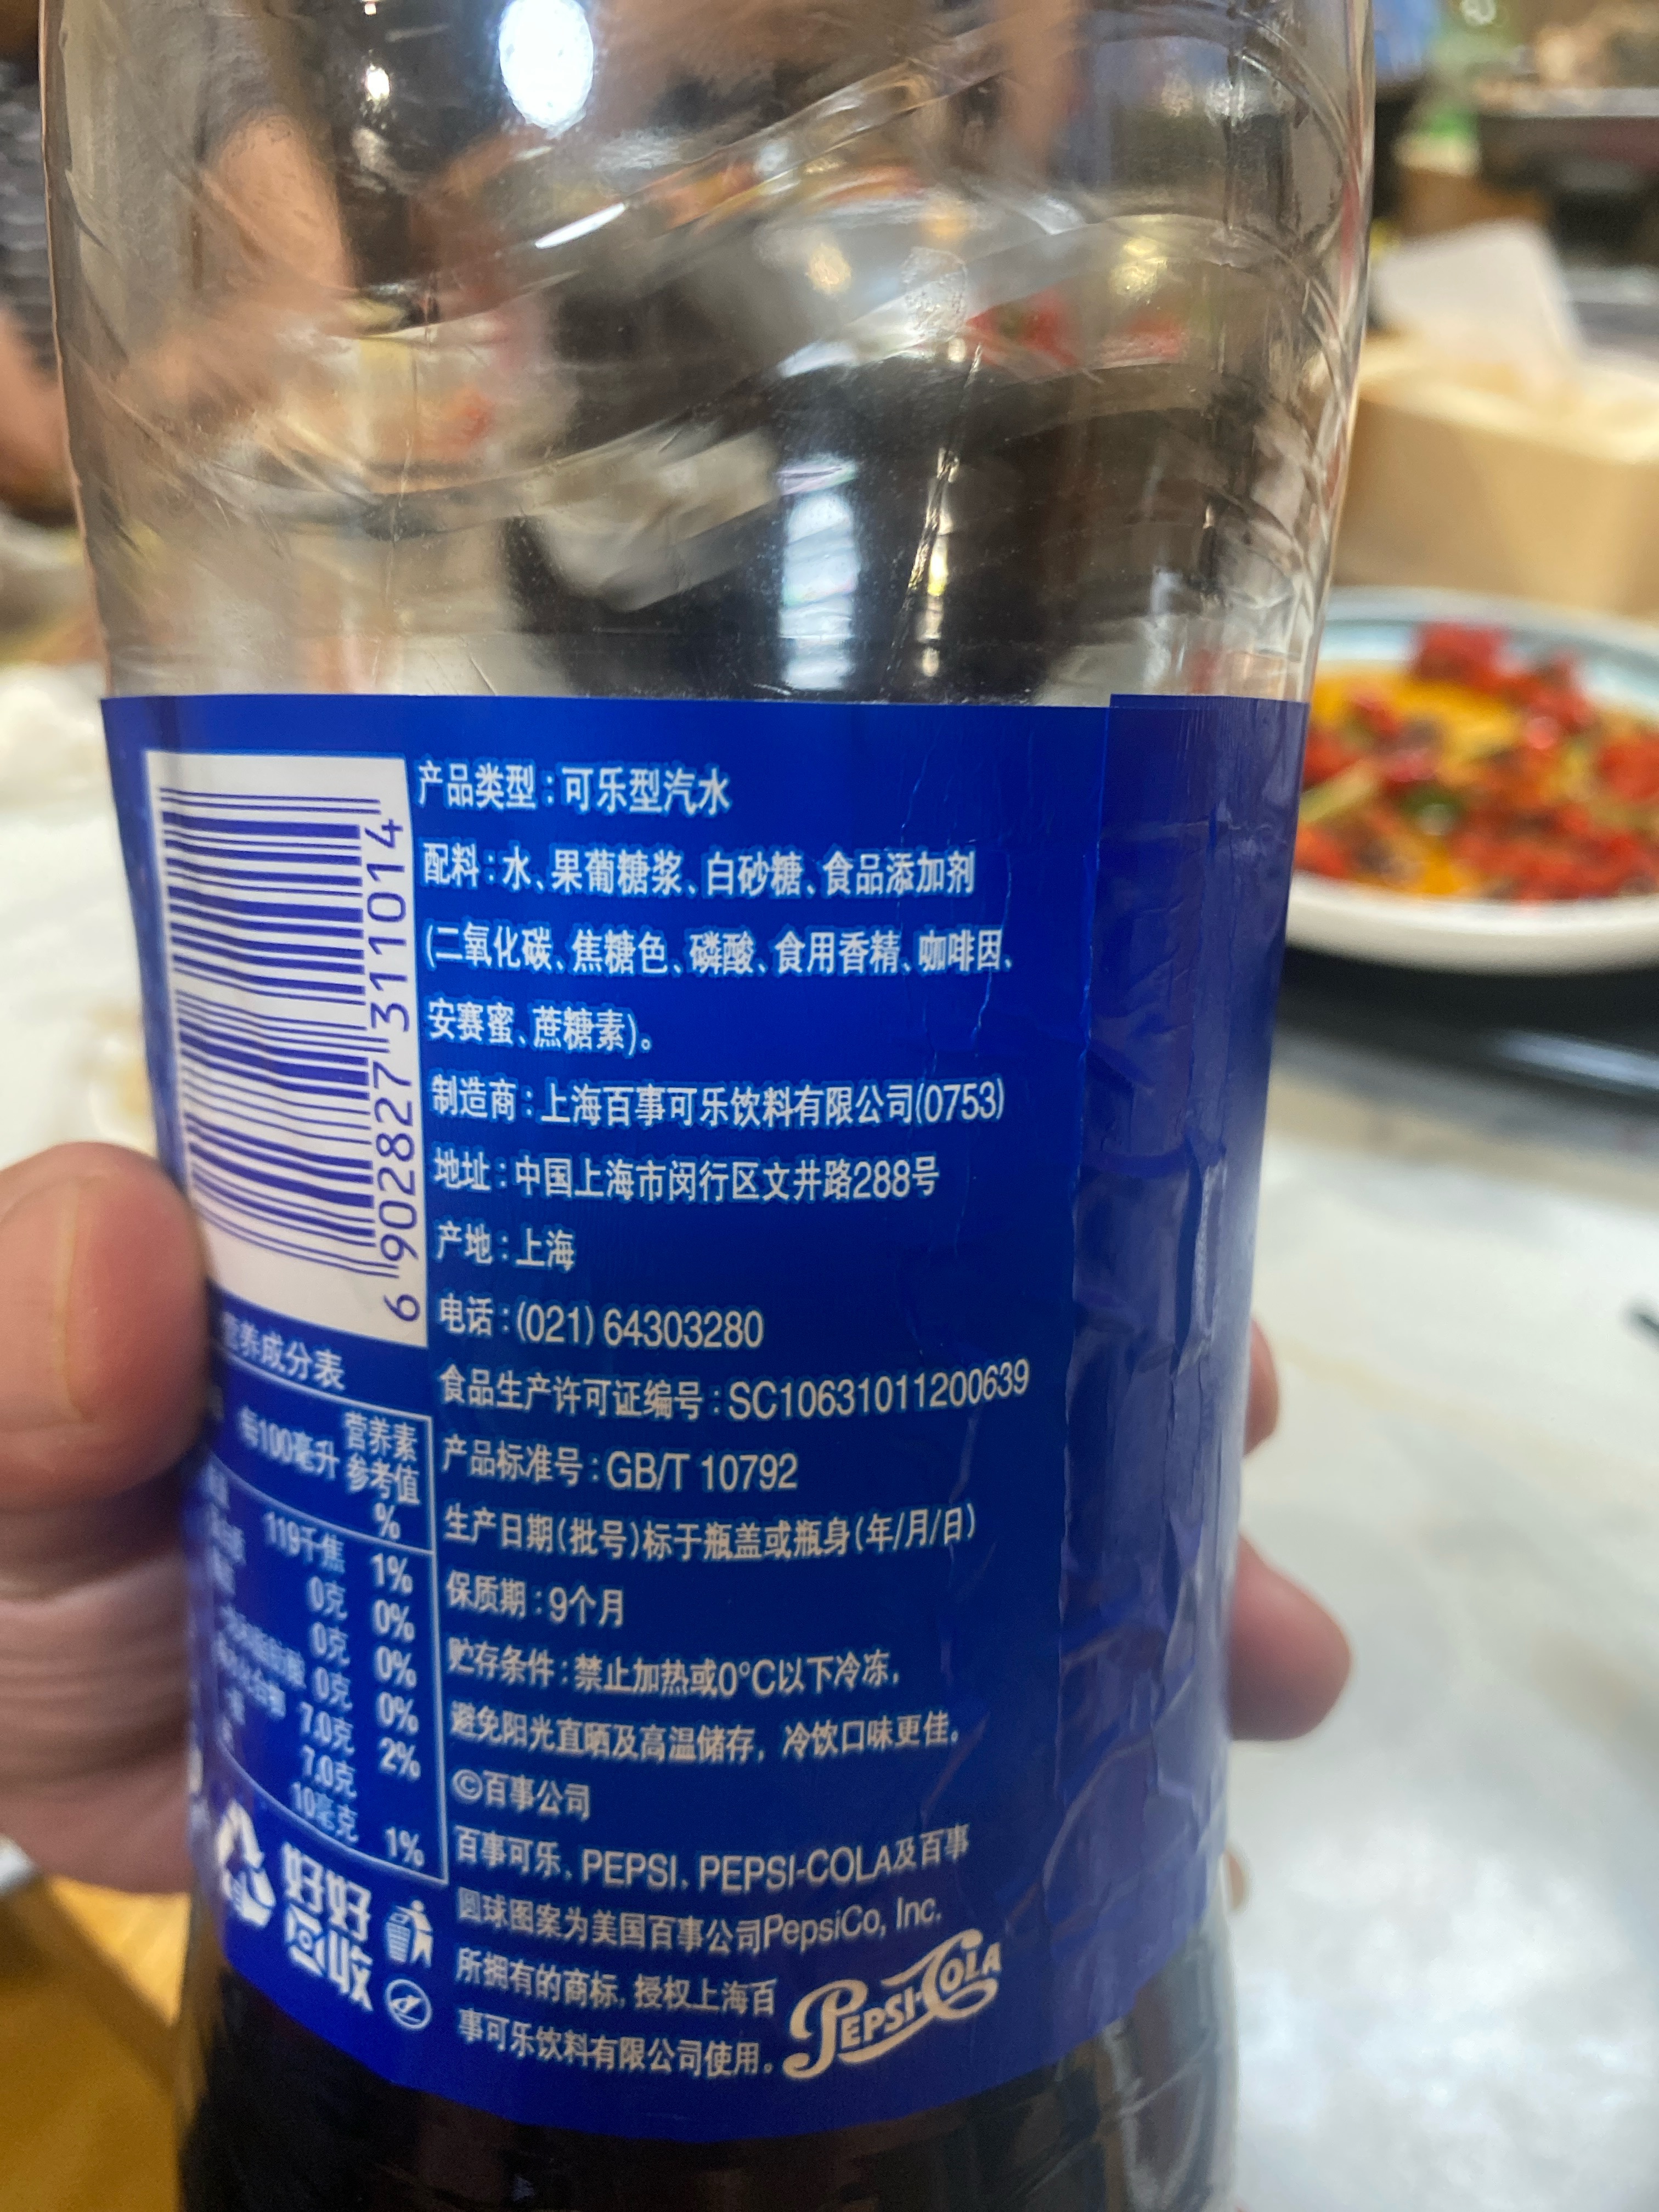 产品类型:可乐型汽水
配料:水、果葡糖浆、白砂糖、食品添加剂
(二氧化碳、焦糖色、磷酸、食用香精、咖啡因、
安赛蜜、蔗糖素)。
制造商:上海百事可乐饮料有限公司(0753)
地址:中国上海市闵行区文井路288号
产地:上海
电话:(021) 64303280
食品生产许可证编号:SC10631011200639
产品标准号:GB/T 10792
生产日期(批号)标于瓶盖或瓶身(年/月/日)
保质期:9个月
贮存条件:禁止加热或0°C以下冷冻,
避免阳光直晒及高温储存, 冷饮口味更佳。
©百事公司
百事可乐, PEPSI, PEPSI-COLA及百事
圆球图案为美国百事公司PepsiCo, Inc.
所拥有的商标, 授权上海百
事可乐饮料有限公司使用。
PEPSI-COLA
6 902827 311014
营养成分表
每100毫升 营养素
参考值
%
119千焦 1%
0克 0%
0克 0%
0克 0%
7.0克 2%
7.0克
10毫克 1%
好好
回收